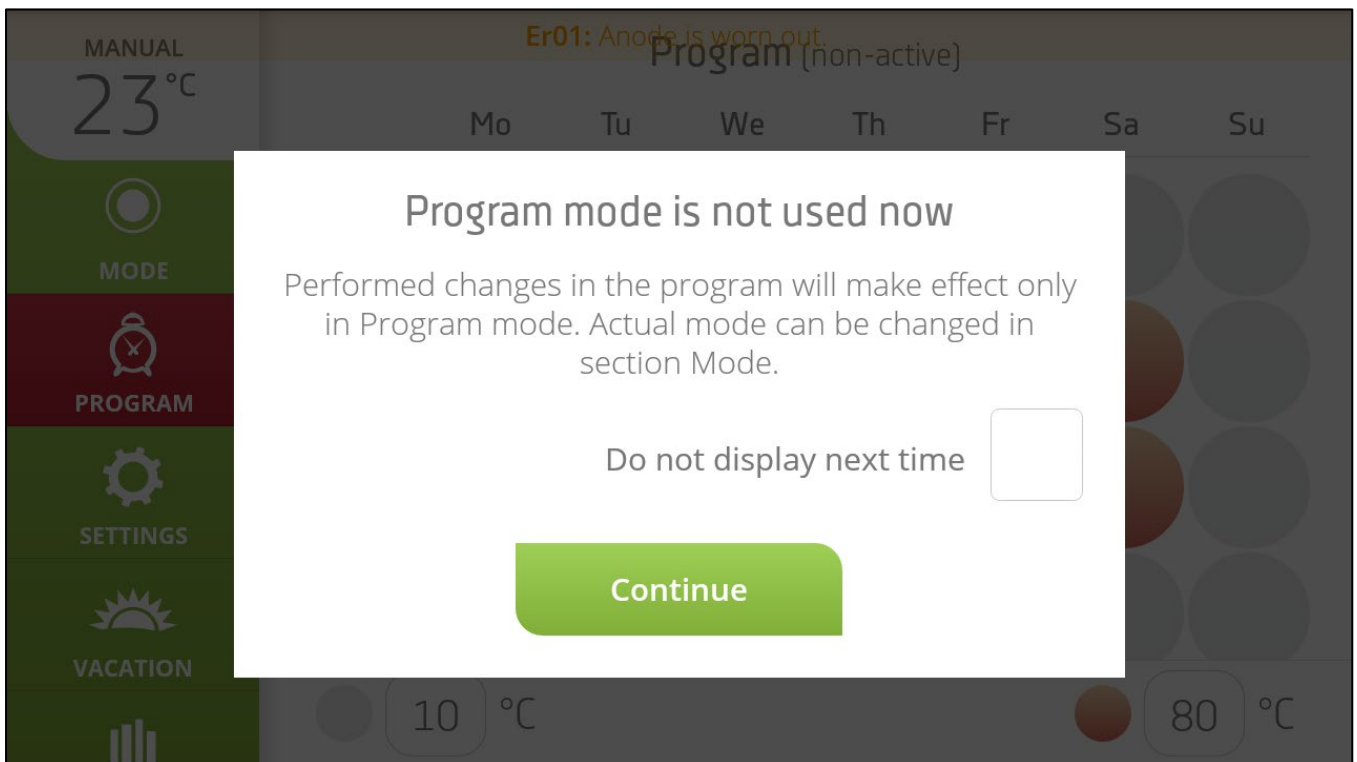 MANUAL
23 °C
Er01: Anode is worn out.
Program (non-active)
Mo Tu We Th Fr Sa Su
MODE
PROGRAM
SETTINGS
VACATION
Program mode is not used now
Performed changes in the program will make effect only
in Program mode. Actual mode can be changed in
section Mode.
Do not display next time
Continue
10 °C
80 °C